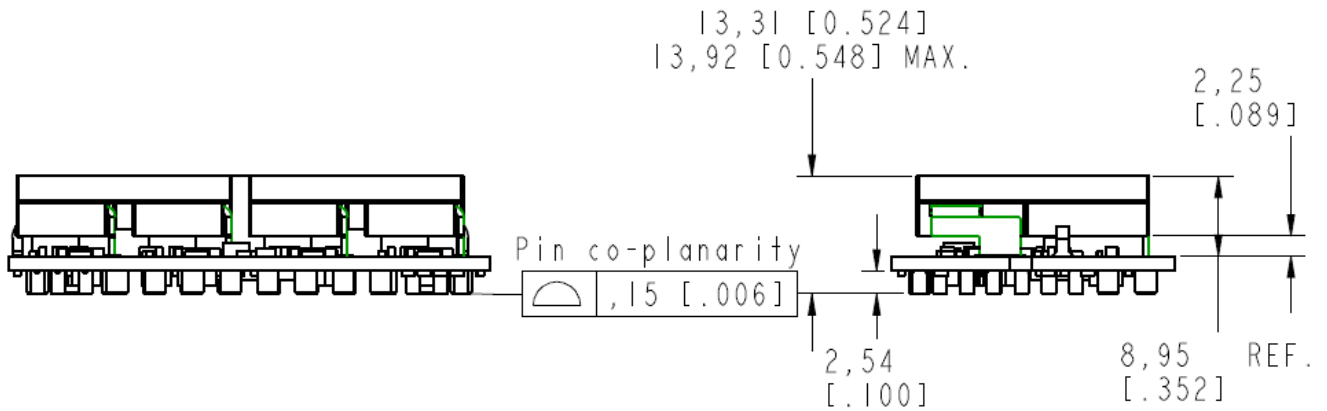 13,31 [0.524]
13,92 [0.548] MAX.
2,25
[.089]
Pin co-planarity
,15 [.006]
2,54
[.100]
8,95 REF.
[.352]